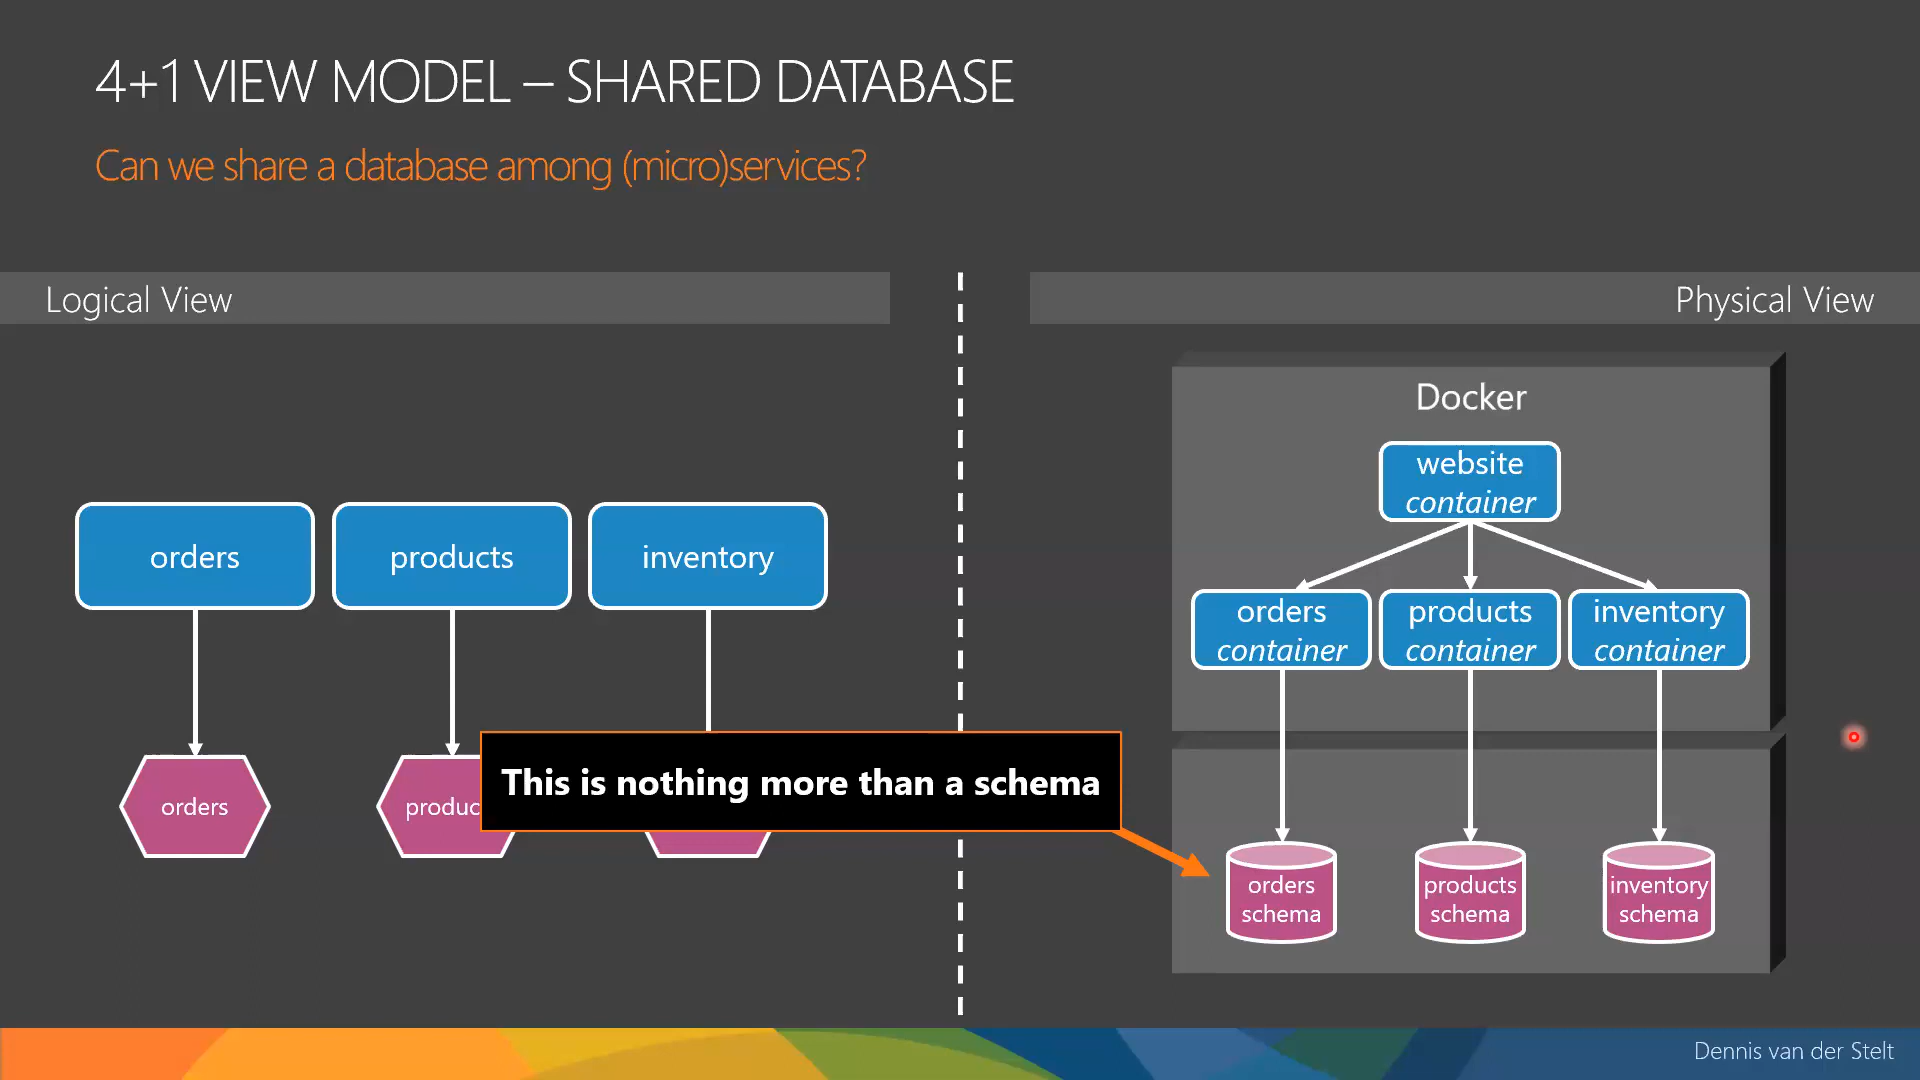 4+1 VIEW MODEL – SHARED DATABASE
Can we share a database among (micro)services?
Logical View
Physical View
orders
products
inventory
orders
produc
This is nothing more than a schema
Docker
website
container
orders
container
products
container
inventory
container
orders
schema
products
schema
inventory
schema
Dennis van der Stelt